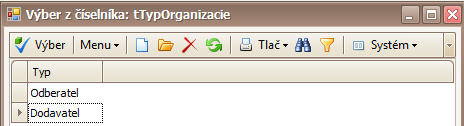 Výber z číselníka: tTypOrganizacie
Výber Menu Tlač Systém
Typ
Odberatel
Dodavatel